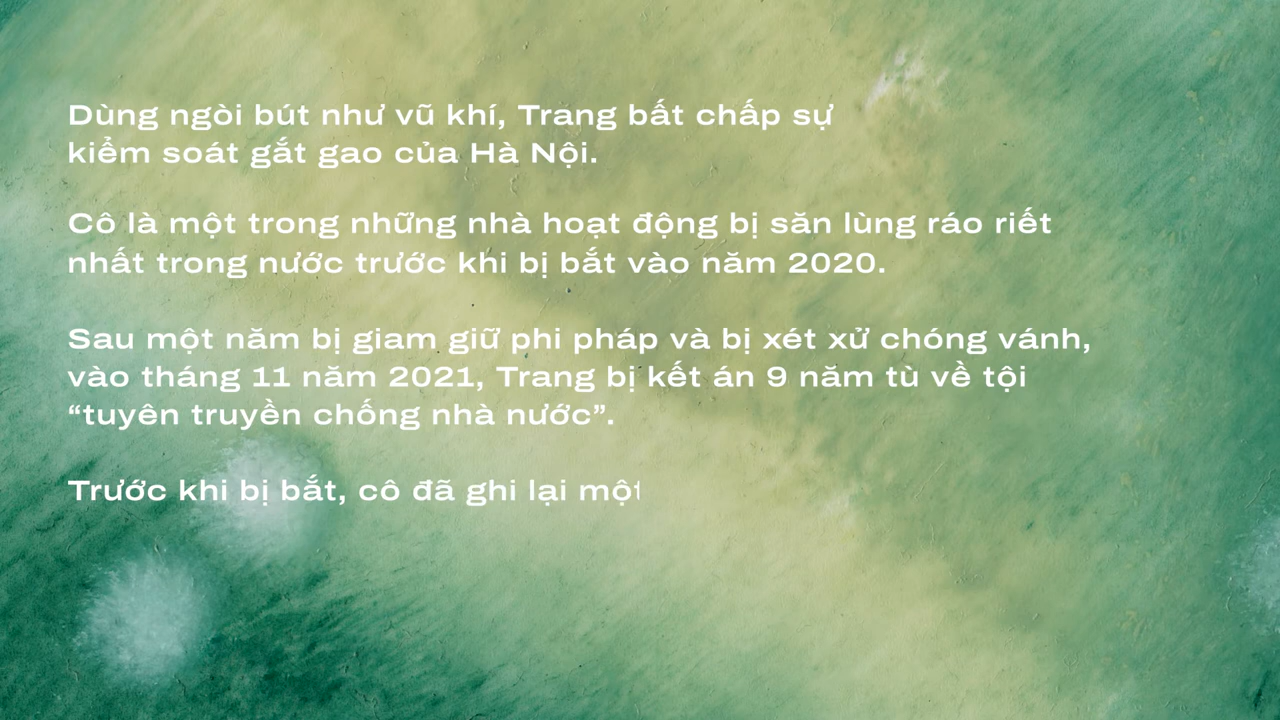 Dùng ngòi bút như vũ khí, Trang bất chấp sự
kiểm soát gắt gao của Hà Nội.
Cô là một trong những nhà hoạt động bị săn lùng ráo riết
nhất trong nước trước khi bị bắt vào năm 2020.
Sau một năm bị giam giữ phi pháp và bị xét xử chóng vánh,
vào tháng 11 năm 2021, Trang bị kết án 9 năm tù về tội
“tuyên truyền chống nhà nước”.
Trước khi bị bắt, cô đã ghi lại một